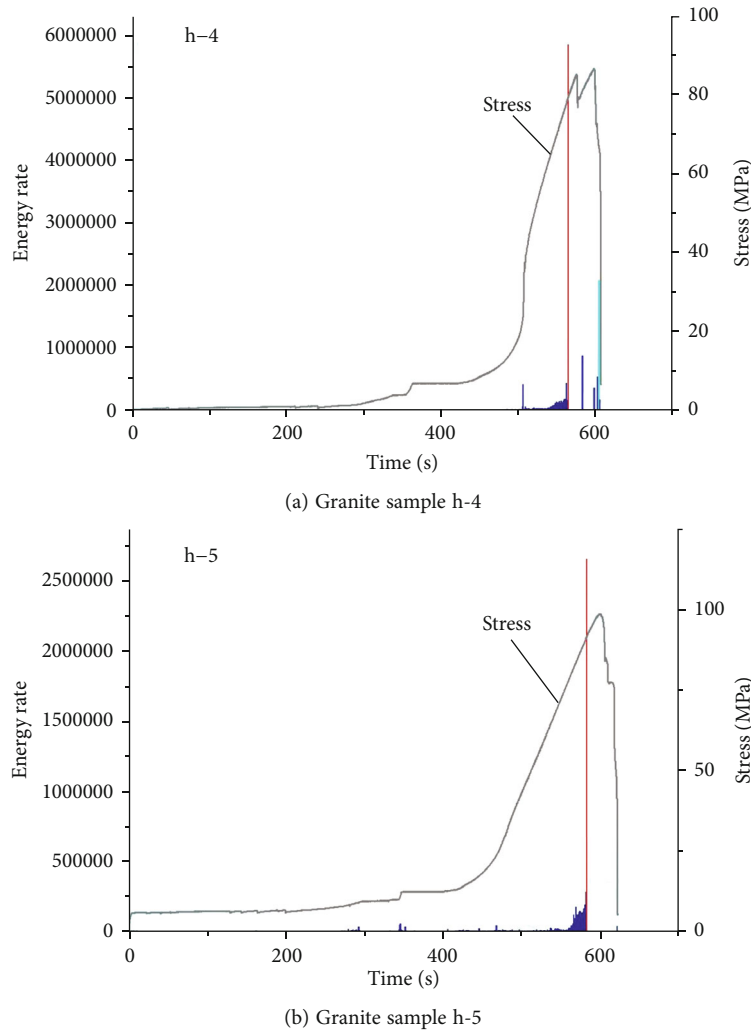 h–4
Stress
Energy rate
6000000
5000000
4000000
3000000
2000000
1000000
0
100
80
60
40
20
0
Stress (MPa)
0 200 400 600
Time (s)
(a) Granite sample h-4
h–5
Stress
Energy rate
2500000
2000000
1500000
1000000
500000
0
100
50
0
Stress (MPa)
0 200 400 600
Time (s)
(b) Granite sample h-5